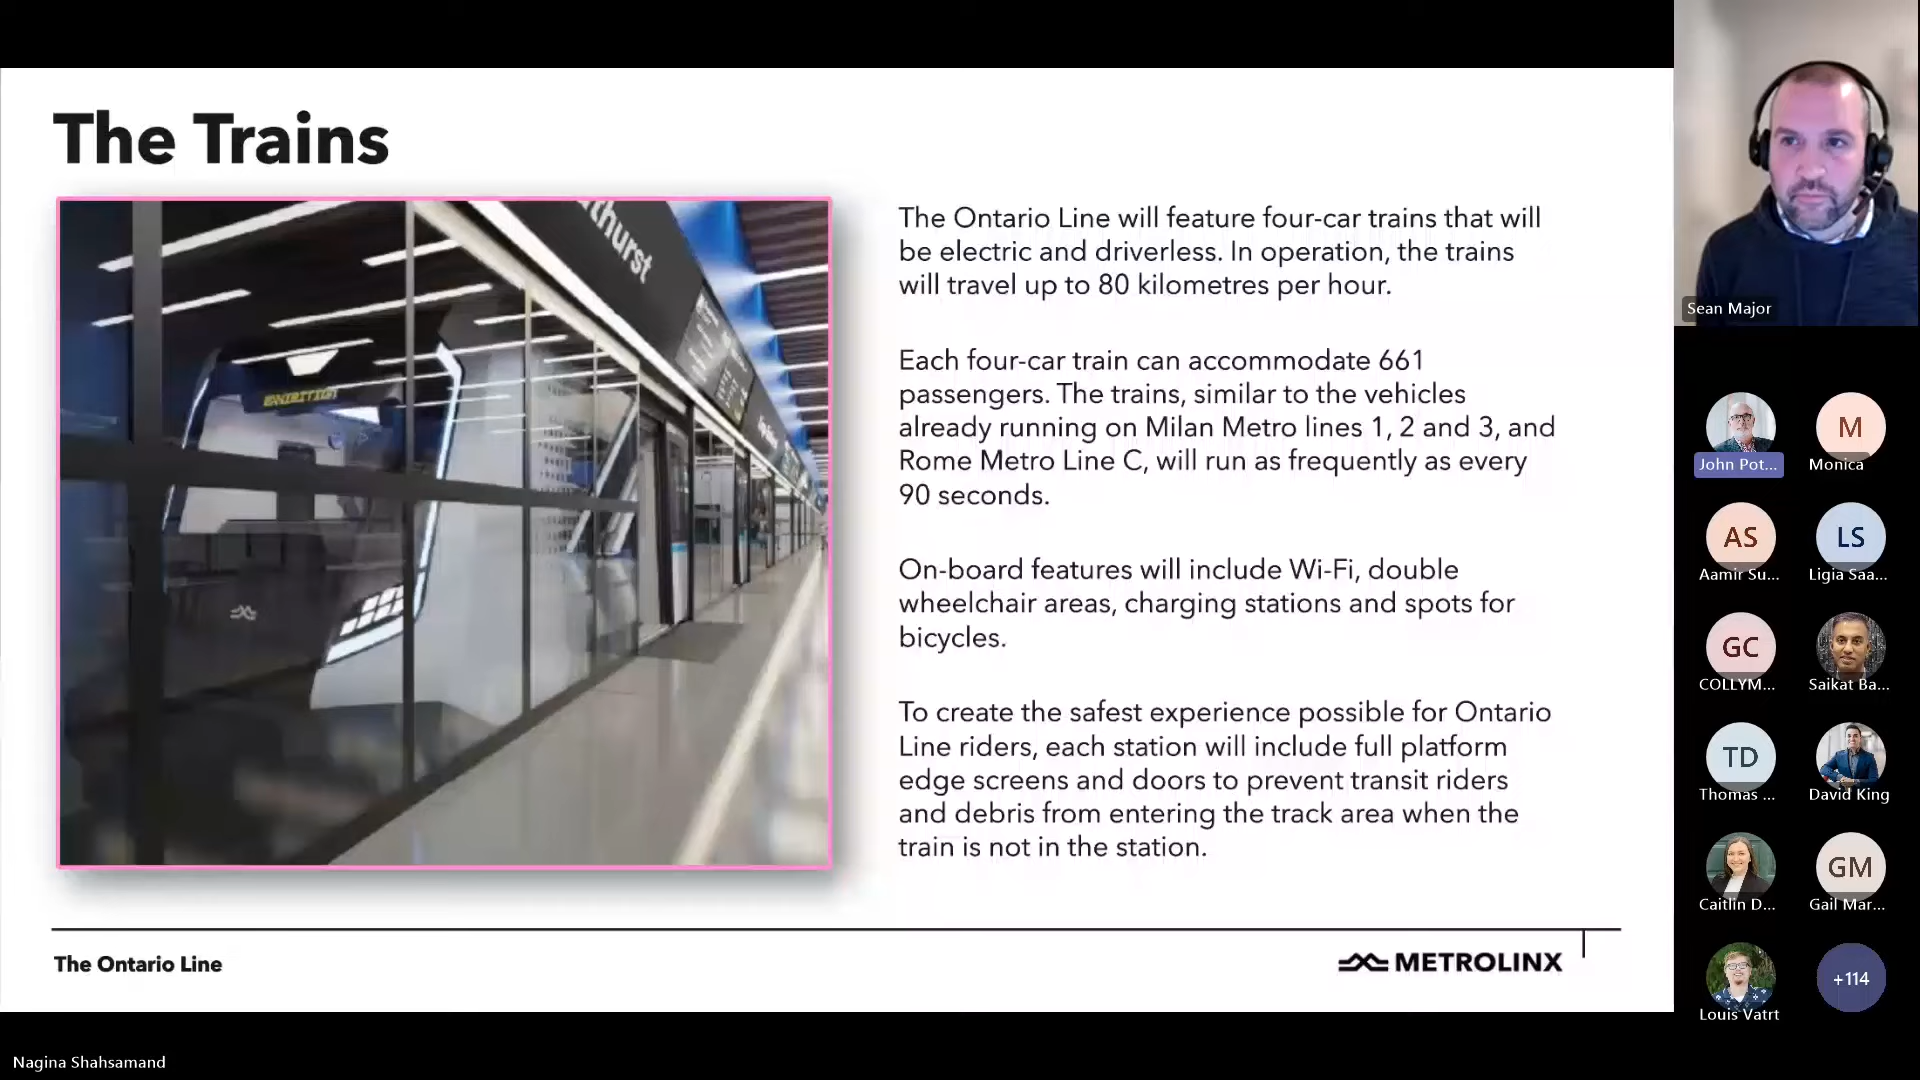 The Trains
thurst
EXHIBITION
The Ontario Line will feature four-car trains that will
be electric and driverless. In operation, the trains
will travel up to 80 kilometres per hour.
Each four-car train can accommodate 661
passengers. The trains, similar to the vehicles
already running on Milan Metro lines 1, 2 and 3, and
Rome Metro Line C, will run as frequently as every
90 seconds.
On-board features will include Wi-Fi, double
wheelchair areas, charging stations and spots for
bicycles.
To create the safest experience possible for Ontario
Line riders, each station will include full platform
edge screens and doors to prevent transit riders
and debris from entering the track area when the
train is not in the station.
The Ontario Line
METROLINX
Nagina Shahsamand
Sean Major
John Pot...
M
Monica
AS
Aamir Su...
LS
Ligia Saa...
GC
COLLYM...
Saikat Ba...
TD
Thomas ...
David King
Caitlin D...
GM
Gail Mar...
Louis Vatrt
+114